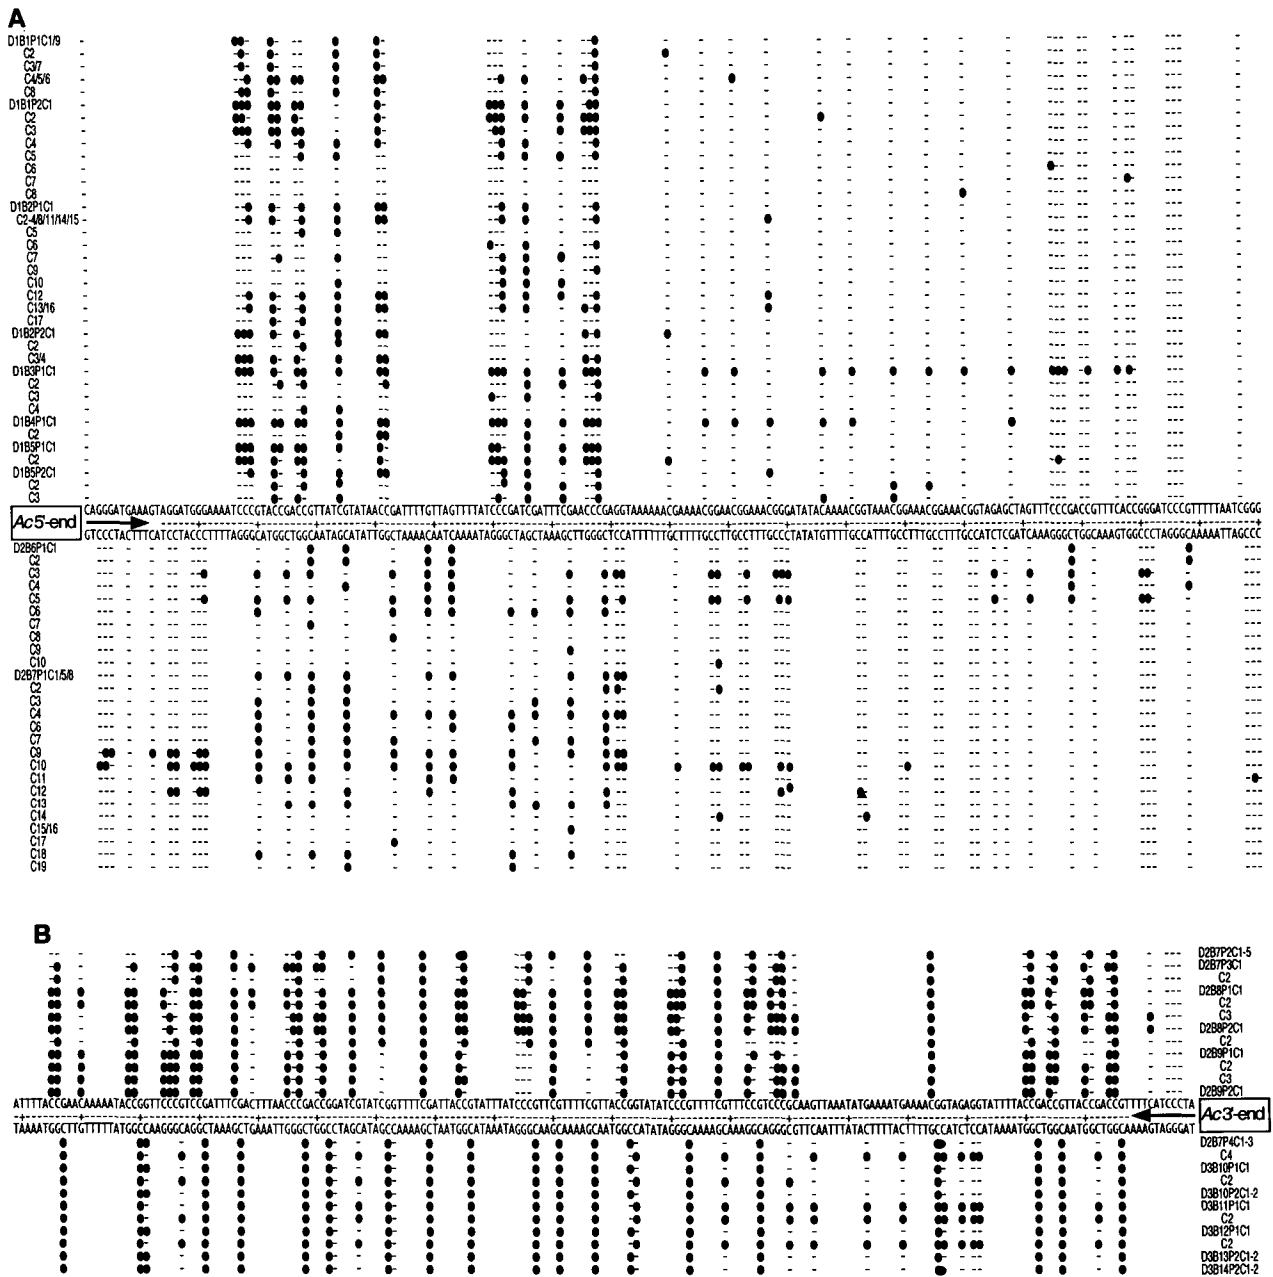 A
D1B1P1C1/9
C2
C3/7
C4/5/6
C8
D1B1P2C1
C2
C3
C4
C5
C6
C7
C8
D1B2P1C1
C2-4/8/11/14/15
C5
C6
C7
C9
C10
C12
C13/16
C17
D1B2P2C1
C2
C3/4
D1B3P1C1
C2
C3
C4
D1B4P1C1
C2
D1B5P1C1
C2
D1B5P2C1
C2
C3
CAGGGATGAAAGTAGGATGGGAAAATCCCGTACCGACCGTTATCGTATAACCGATTTTGTTAGTTTTATCCCGATCGATTTCGAACCCGAGGTAAAAAACGAAAACGGAACGGAAACGGGATATACAAAACGGTAAACGGAAACGGAAACGGTAGAGCTAGTTTCCCGACCGTTTCACCGGGATCCCGTTTTTAATCGGG
Ac5'-end
GTCCCTACTTTCATCCTACCCTTTTAGGGCATGGCTGGCAATAGCATATTGGCTAAAACAATCAAAATAGGGCTAGCTAAAGCTTGGGCTCCATTTTTTGCTTTTGCCTTGCCTTTGCCCTATATGTTTTGCCATTTGCCTTTGCCTTTGCCATCTCGATCAAAGGGCTGGCAAAGTGGCCCTAGGGCAAAAATTAGCCC
D2B6P1C1
C2
C3
C4
C5
C6
C7
C8
C9
C10
D2B7P1C1/5/8
C2
C3
C4
C6
C7
C9
C10
C11
C12
C13
C14
C15/16
C17
C18
C19
B
D2B7P2C1-5
D2B7P3C1
C2
D2B8P1C1
C2
C3
D2B8P2C1
C2
D2B9P1C1
C2
C3
D2B9P2C1
ATTTTACCGAACAAAAATACCGGTTCCCGTCCGATTTCGACTTTAACCCGACCGGATCGTATCGGTTTTCGATTACCGTATTTATCCCGTTCGTTTTCGTTACCGGTATATCCCGTTTTCGTTTCCGTCCCGCAAGTTAAATATGAAAATGAAAACGGTAGAGGTATTTTACCGACCGTTACCGACCGTTTTCATCCCTA
Ac3'-end
TAAAATGGCTTGTTTTTATGGCCAAGGGCAGGCTAAAGCTGAAATTGGGCTGGCCTAGCATAGCCAAAAGCTAATGGCATAAATAGGGCAAGCAAAAGCAATGGCCATATAGGGCAAAAGCAAAGGCAGGGCGTTCAATTTATACTTTTACTTTTGCCATCTCCATAAAATGGCTGGCAATGGCTGGCAAAAGTAGGGAT
D2B7P4C1-3
C4
D3B10P1C1
C2
D3B10P2C1-2
D3B11P1C1
C2
D3B12P1C1
C2
D3B13P2C1-2
D3B14P2C1-2